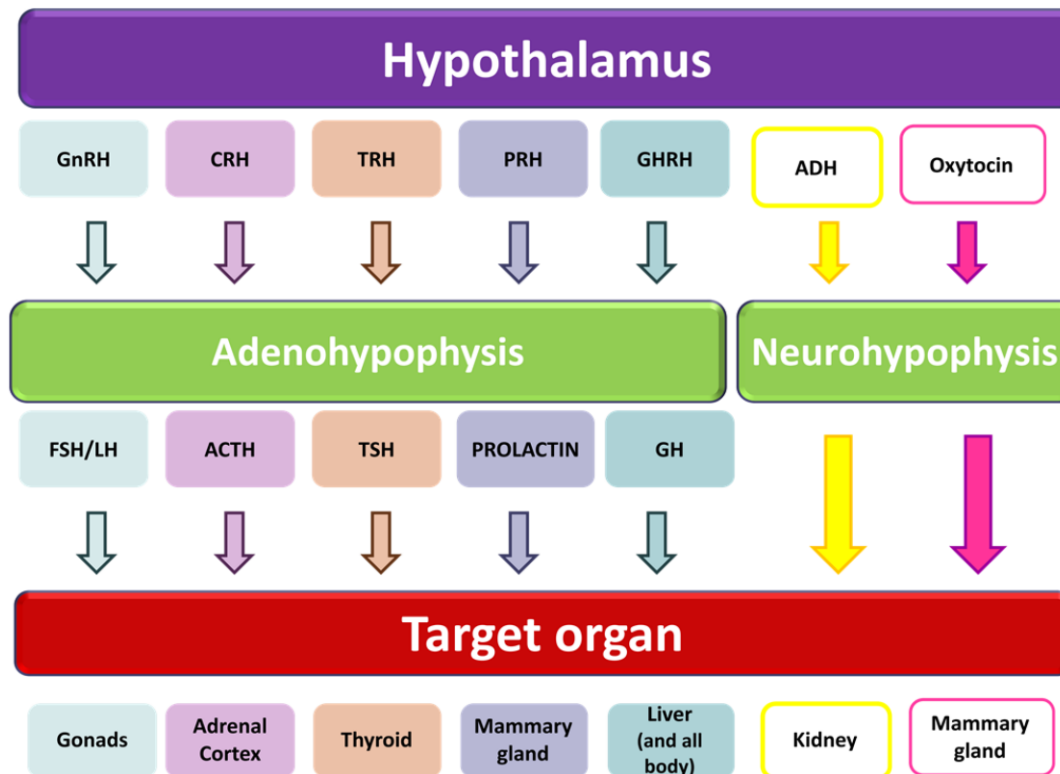 Hypothalamus
GnRH
CRH
TRH
PRH
GHRH
ADH
Oxytocin
Adenohypophysis
Neurohypophysis
FSH/LH
ACTH
TSH
PROLACTIN
GH
Target organ
Gonads
Adrenal
Cortex
Thyroid
Mammary
gland
Liver
(and all
body)
Kidney
Mammary
gland